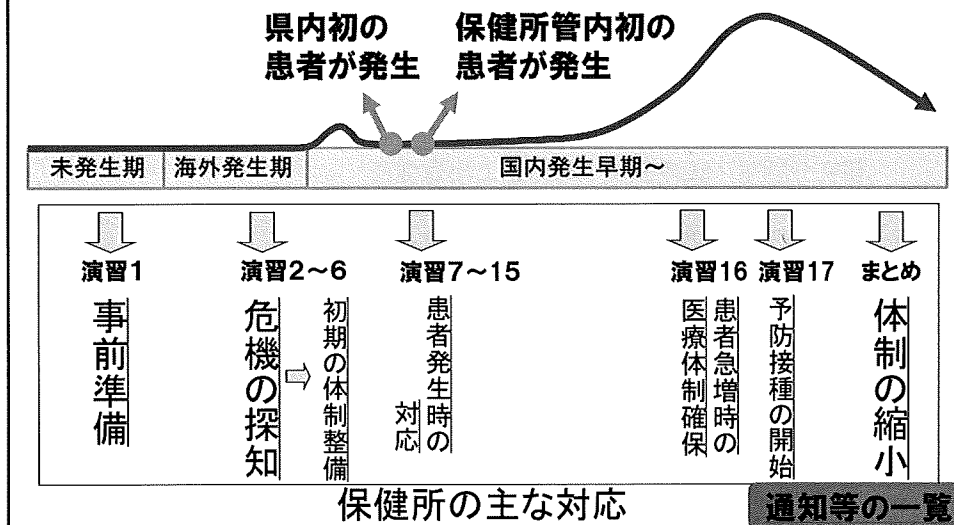 県内初の
患者が発生
保健所管内初の
患者が発生
未発生期
海外発生期
国内発生早期～
演習1
演習2～6
演習7～15
演習16
演習17
まとめ
事前準備
危機の探知
初期の体制整備
患者発生時の
対応
患者急増時の
医療体制確保
予防接種の開始
体制の縮小
保健所の主な対応
通知等の一覧